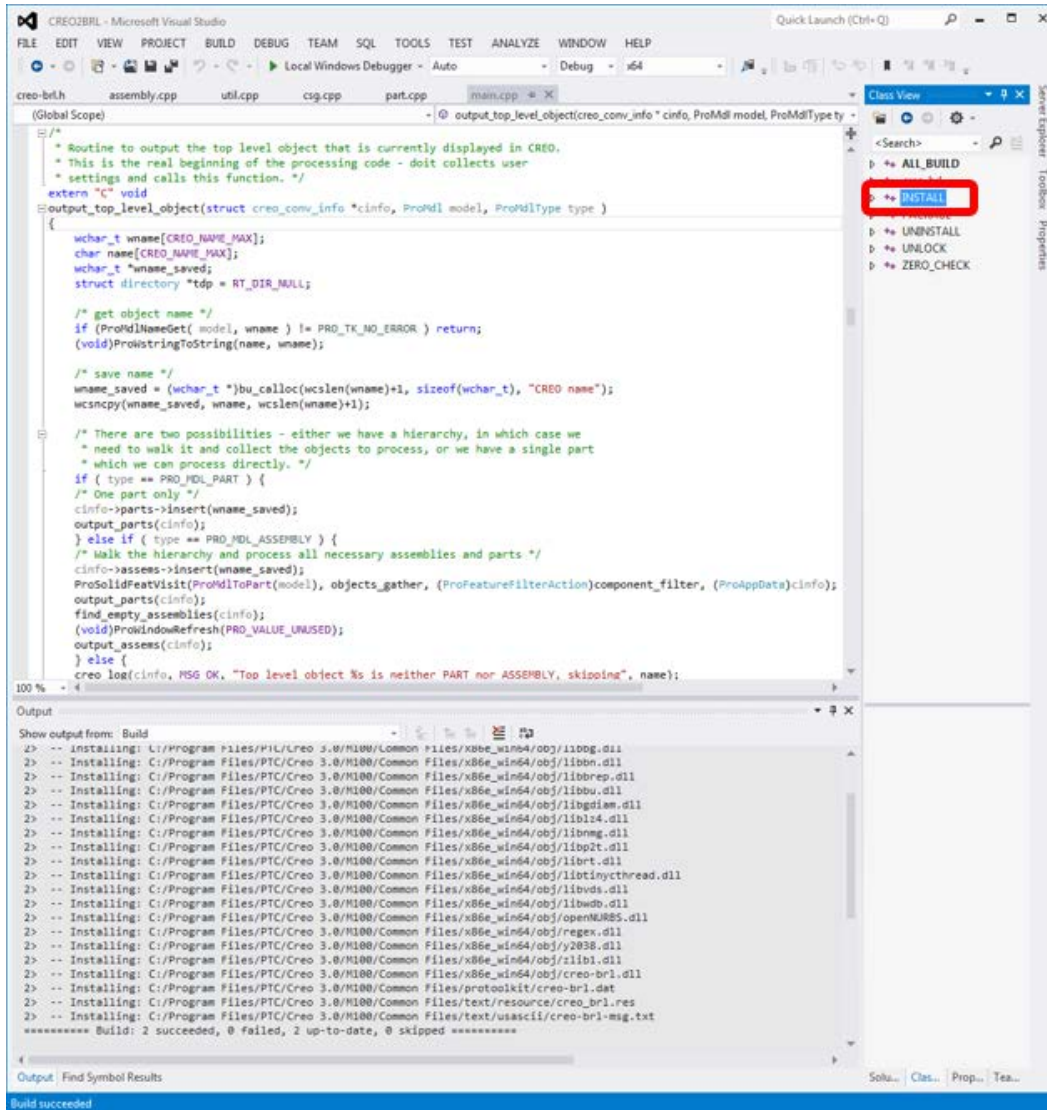 CREO2BRL - Microsoft Visual Studio
Quick Launch (Ctrl+Q)
FILE EDIT VIEW PROJECT BUILD DEBUG TEAM SQL TOOLS TEST ANALYZE WINDOW HELP
Local Windows Debugger Auto Debug x64
creo-brl.h assembly.cpp util.cpp csg.cpp part.cpp main.cpp
(Global Scope) output_top_level_object(creo_conv_info * cinfo, ProMdl model, ProMdlType ty
/*
* Routine to output the top level object that is currently displayed in CREO.
* This is the real beginning of the processing code - doit collects user
* settings and calls this function. */
extern "C" void
output_top_level_object(struct creo_conv_info *cinfo, ProMdl model, ProMdlType type )
{
wchar_t wname[CREO_NAME_MAX];
char name[CREO_NAME_MAX];
wchar_t *wname_saved;
struct directory *tdp = RT_DIR_NULL;
/* get object name */
if (ProMdlNameGet( model, wname ) != PRO_TK_NO_ERROR ) return;
(void)ProWstringToString(name, wname);
/* save name */
wname_saved = (wchar_t *)bu_calloc(wcslen(wname)+1, sizeof(wchar_t), "CREO name");
wcsncpy(wname_saved, wname, wcslen(wname)+1);
/* There are two possibilities - either we have a hierarchy, in which case we
* need to walk it and collect the objects to process, or we have a single part
* which we can process directly. */
if ( type == PRO_MDL_PART ) {
/* One part only */
cinfo->parts->insert(wname_saved);
output_parts(cinfo);
} else if ( type == PRO_MDL_ASSEMBLY ) {
/* Walk the hierarchy and process all necessary assemblies and parts */
cinfo->assems->insert(wname_saved);
ProSolidFeatVisit(ProMdlToPart(model), objects_gather, (ProFeatureFilterAction)component_filter, (ProAppData)cinfo);
output_parts(cinfo);
find_empty_assemblies(cinfo);
(void)ProWindowRefresh(PRO_VALUE_UNUSED);
output_assems(cinfo);
} else {
creo_log(cinfo, MSG_OK, "Top level object %s is neither PART nor ASSEMBLY, skipping", name);
100 %
Class View
<Search>
ALL_BUILD
INSTALL
UNINSTALL
UNLOCK
ZERO_CHECK
Server Explorer Toolbox Properties
Output
Show output from: Build
2> -- Installing: C:/Program Files/PTC/Creo 3.0/M100/Common Files/x86e_win64/obj/libbg.dll
2> -- Installing: C:/Program Files/PTC/Creo 3.0/M100/Common Files/x86e_win64/obj/libbn.dll
2> -- Installing: C:/Program Files/PTC/Creo 3.0/M100/Common Files/x86e_win64/obj/libbrep.dll
2> -- Installing: C:/Program Files/PTC/Creo 3.0/M100/Common Files/x86e_win64/obj/libbu.dll
2> -- Installing: C:/Program Files/PTC/Creo 3.0/M100/Common Files/x86e_win64/obj/libgdiam.dll
2> -- Installing: C:/Program Files/PTC/Creo 3.0/M100/Common Files/x86e_win64/obj/liblz4.dll
2> -- Installing: C:/Program Files/PTC/Creo 3.0/M100/Common Files/x86e_win64/obj/libnmg.dll
2> -- Installing: C:/Program Files/PTC/Creo 3.0/M100/Common Files/x86e_win64/obj/libp2t.dll
2> -- Installing: C:/Program Files/PTC/Creo 3.0/M100/Common Files/x86e_win64/obj/librt.dll
2> -- Installing: C:/Program Files/PTC/Creo 3.0/M100/Common Files/x86e_win64/obj/libtinycthread.dll
2> -- Installing: C:/Program Files/PTC/Creo 3.0/M100/Common Files/x86e_win64/obj/libvds.dll
2> -- Installing: C:/Program Files/PTC/Creo 3.0/M100/Common Files/x86e_win64/obj/libwdb.dll
2> -- Installing: C:/Program Files/PTC/Creo 3.0/M100/Common Files/x86e_win64/obj/openNURBS.dll
2> -- Installing: C:/Program Files/PTC/Creo 3.0/M100/Common Files/x86e_win64/obj/regex.dll
2> -- Installing: C:/Program Files/PTC/Creo 3.0/M100/Common Files/x86e_win64/obj/y2038.dll
2> -- Installing: C:/Program Files/PTC/Creo 3.0/M100/Common Files/x86e_win64/obj/zlib1.dll
2> -- Installing: C:/Program Files/PTC/Creo 3.0/M100/Common Files/x86e_win64/obj/creo-brl.dll
2> -- Installing: C:/Program Files/PTC/Creo 3.0/M100/Common Files/protoolkit/creo-brl.dat
2> -- Installing: C:/Program Files/PTC/Creo 3.0/M100/Common Files/text/resource/creo_brl.res
2> -- Installing: C:/Program Files/PTC/Creo 3.0/M100/Common Files/text/usascii/creo-brl-msg.txt
========== Build: 2 succeeded, 0 failed, 2 up-to-date, 0 skipped ==========
Output Find Symbol Results
Solu... Clas... Prop... Tea...
Build succeeded